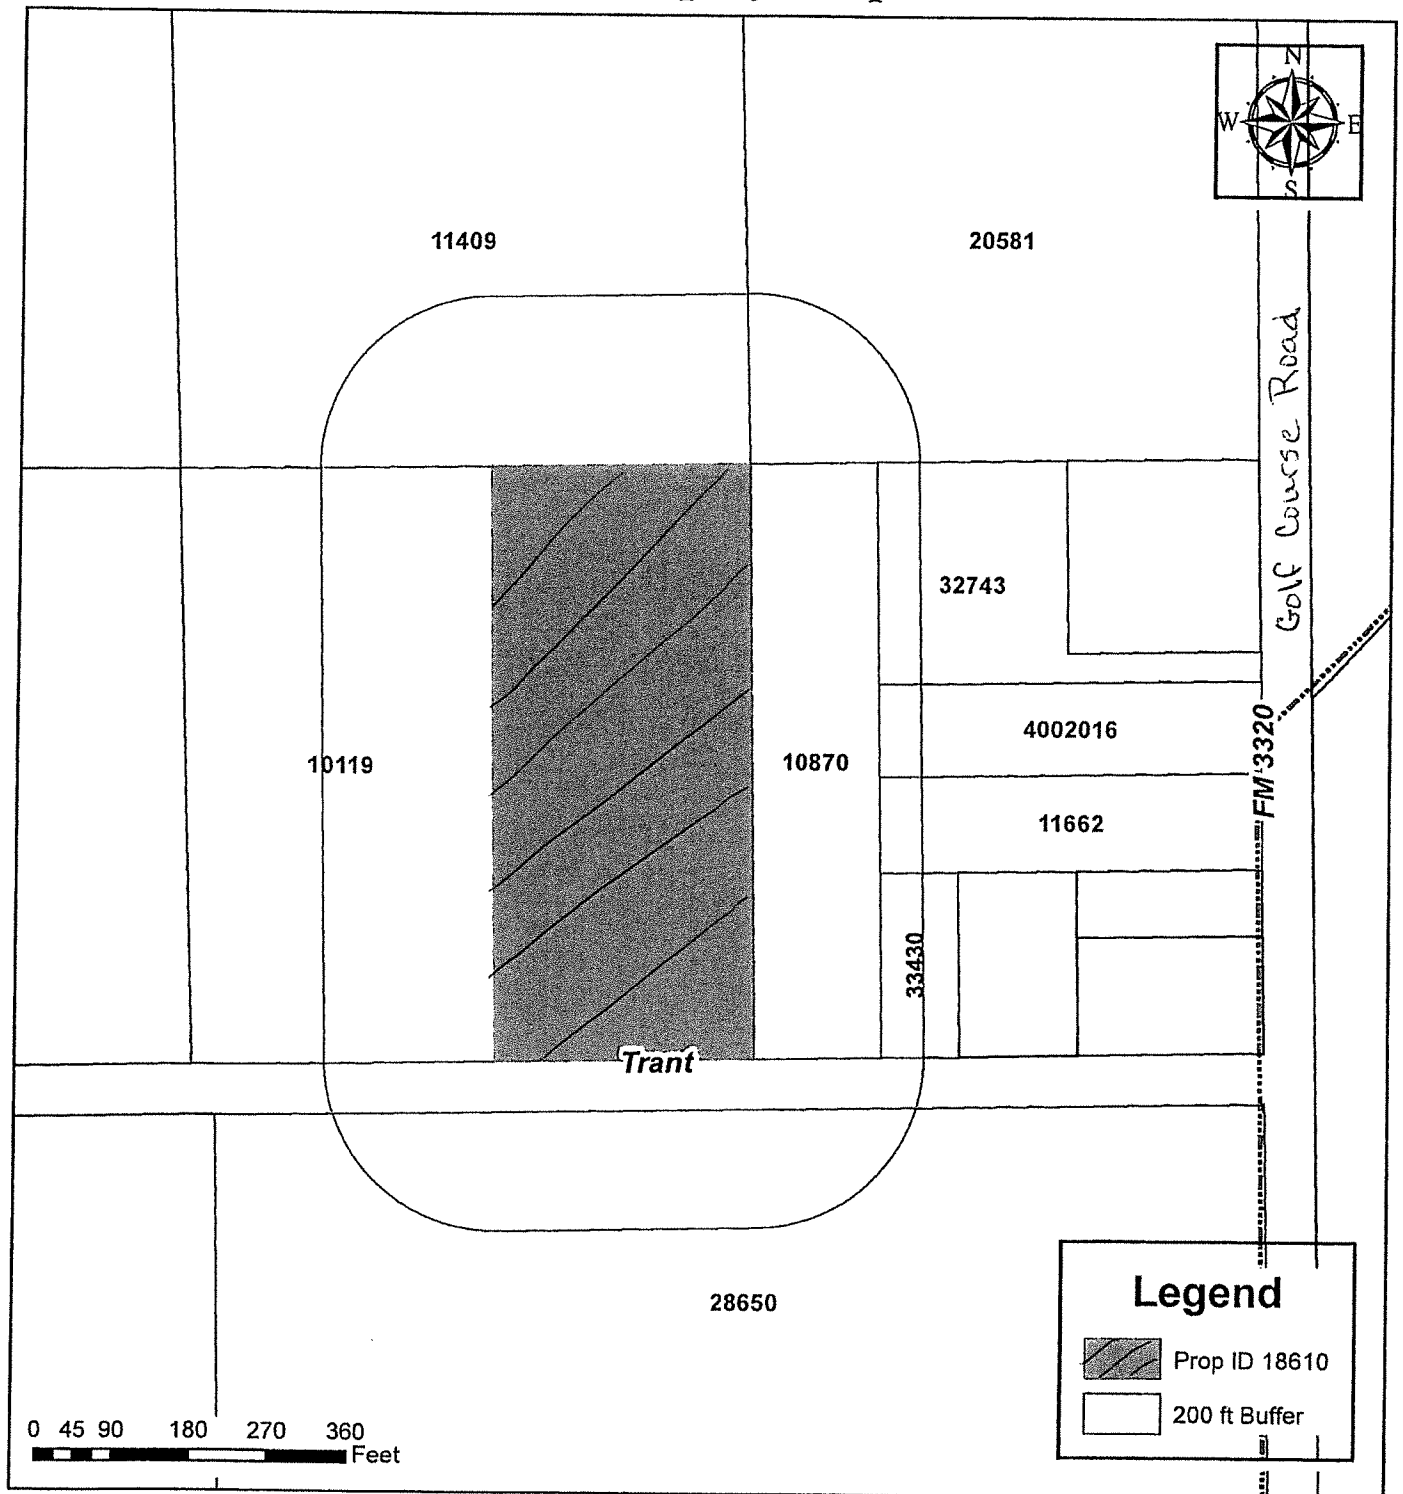 N
W E
S
11409
20581
Golf Course Road
32743
4002016
10119
10870
FM 3320
11662
33430
Trant
28650
Legend
Prop ID 18610
200 ft Buffer
0 45 90 180 270 360
Feet